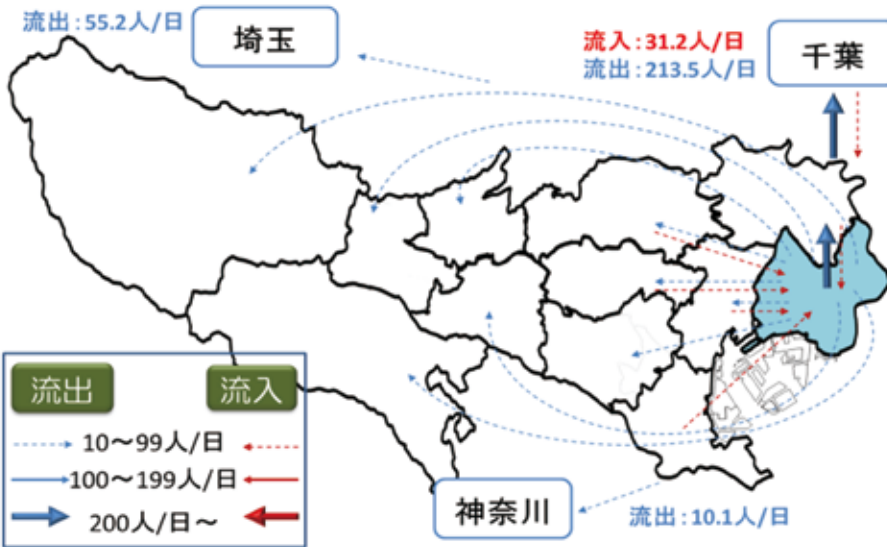 流出:55.2人/日
埼玉
流入:31.2人/日
流出:213.5人/日
千葉
流出
流入
10～99人/日
100～199人/日
200人/日～
神奈川
流出:10.1人/日